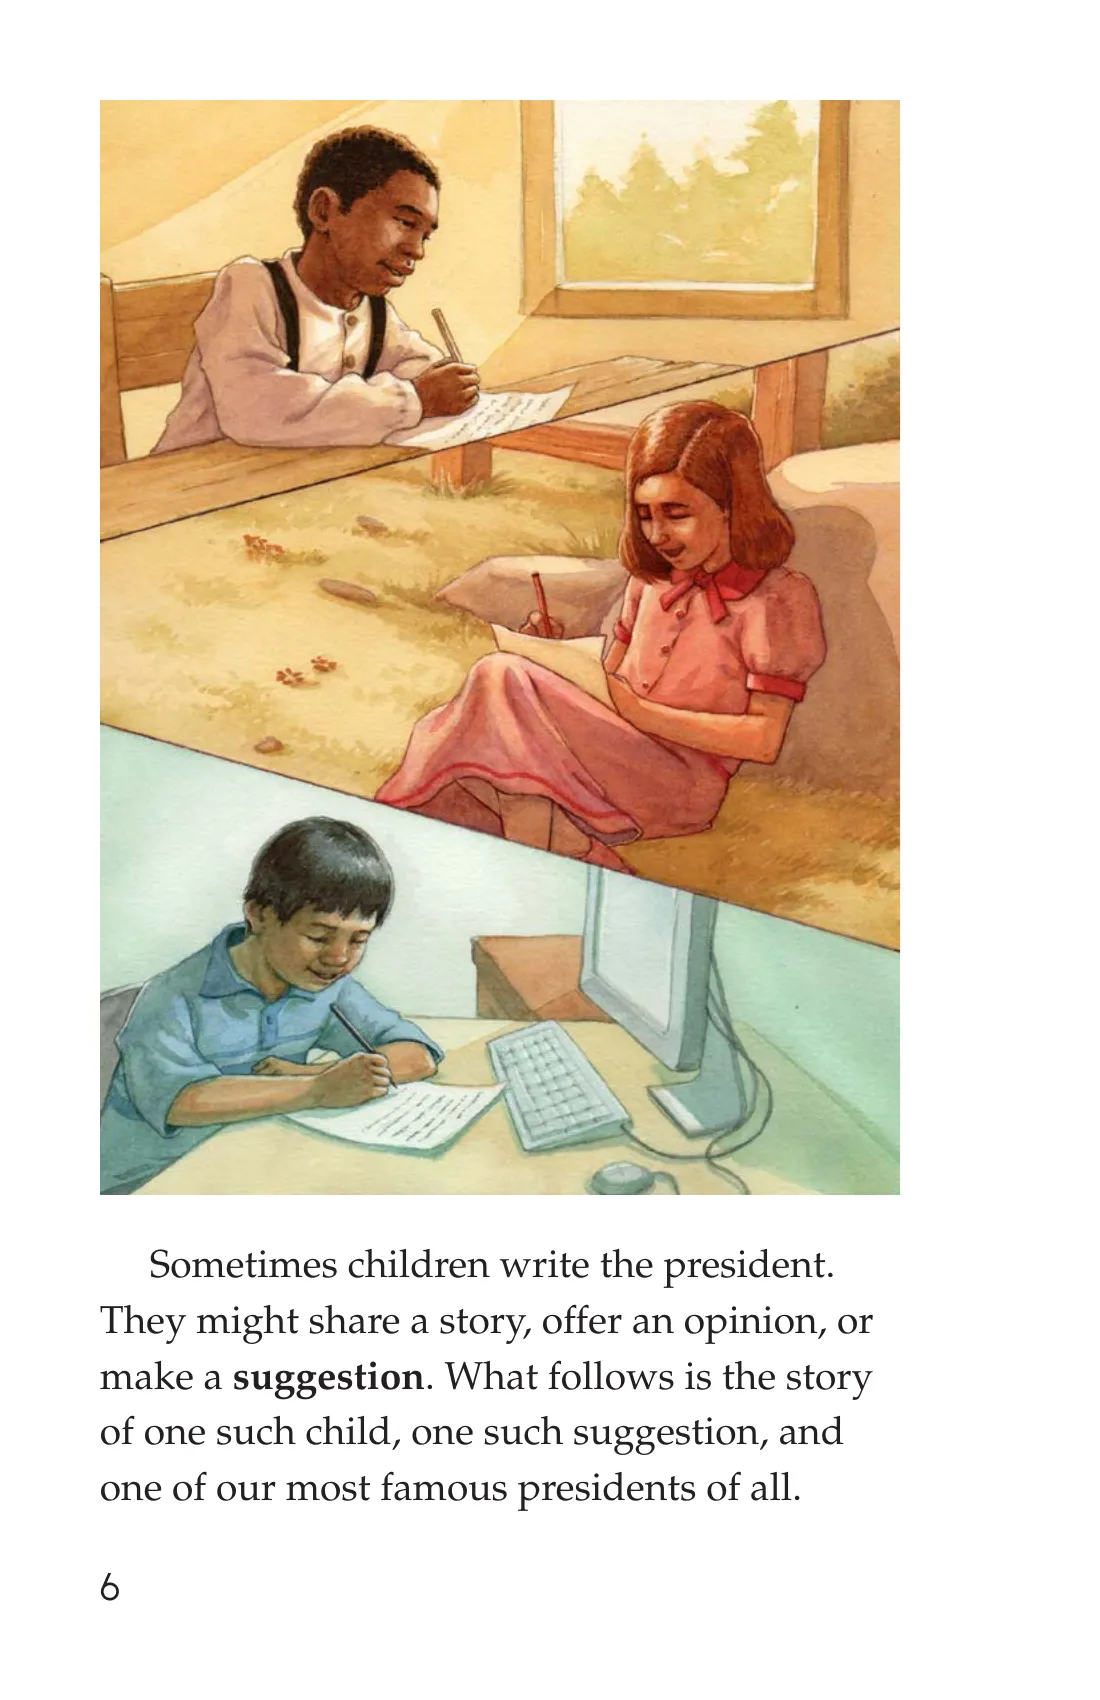 Sometimes children write the president.
They might share a story, offer an opinion, or
make a suggestion. What follows is the story
of one such child, one such suggestion, and
one of our most famous presidents of all.
6